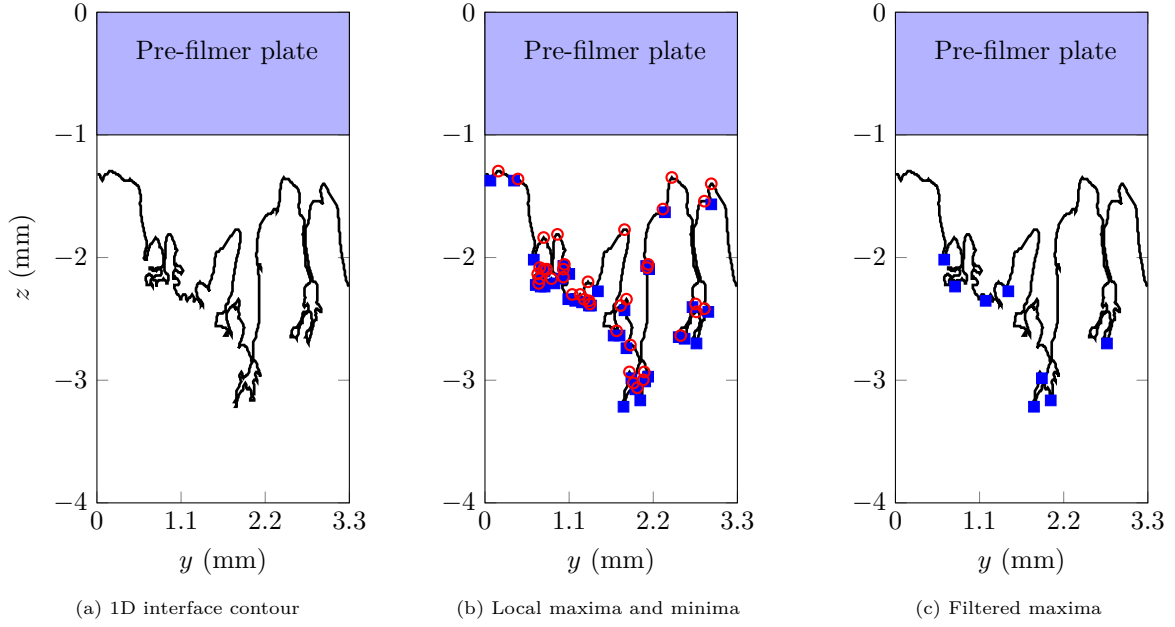 0
Pre-filmer plate
−1
−2
−3
−4
z (mm)
0
1.1
2.2
3.3
y (mm)
(a) 1D interface contour
0
Pre-filmer plate
−1
−2
−3
−4
0
1.1
2.2
3.3
y (mm)
(b) Local maxima and minima
0
Pre-filmer plate
−1
−2
−3
−4
0
1.1
2.2
3.3
y (mm)
(c) Filtered maxima